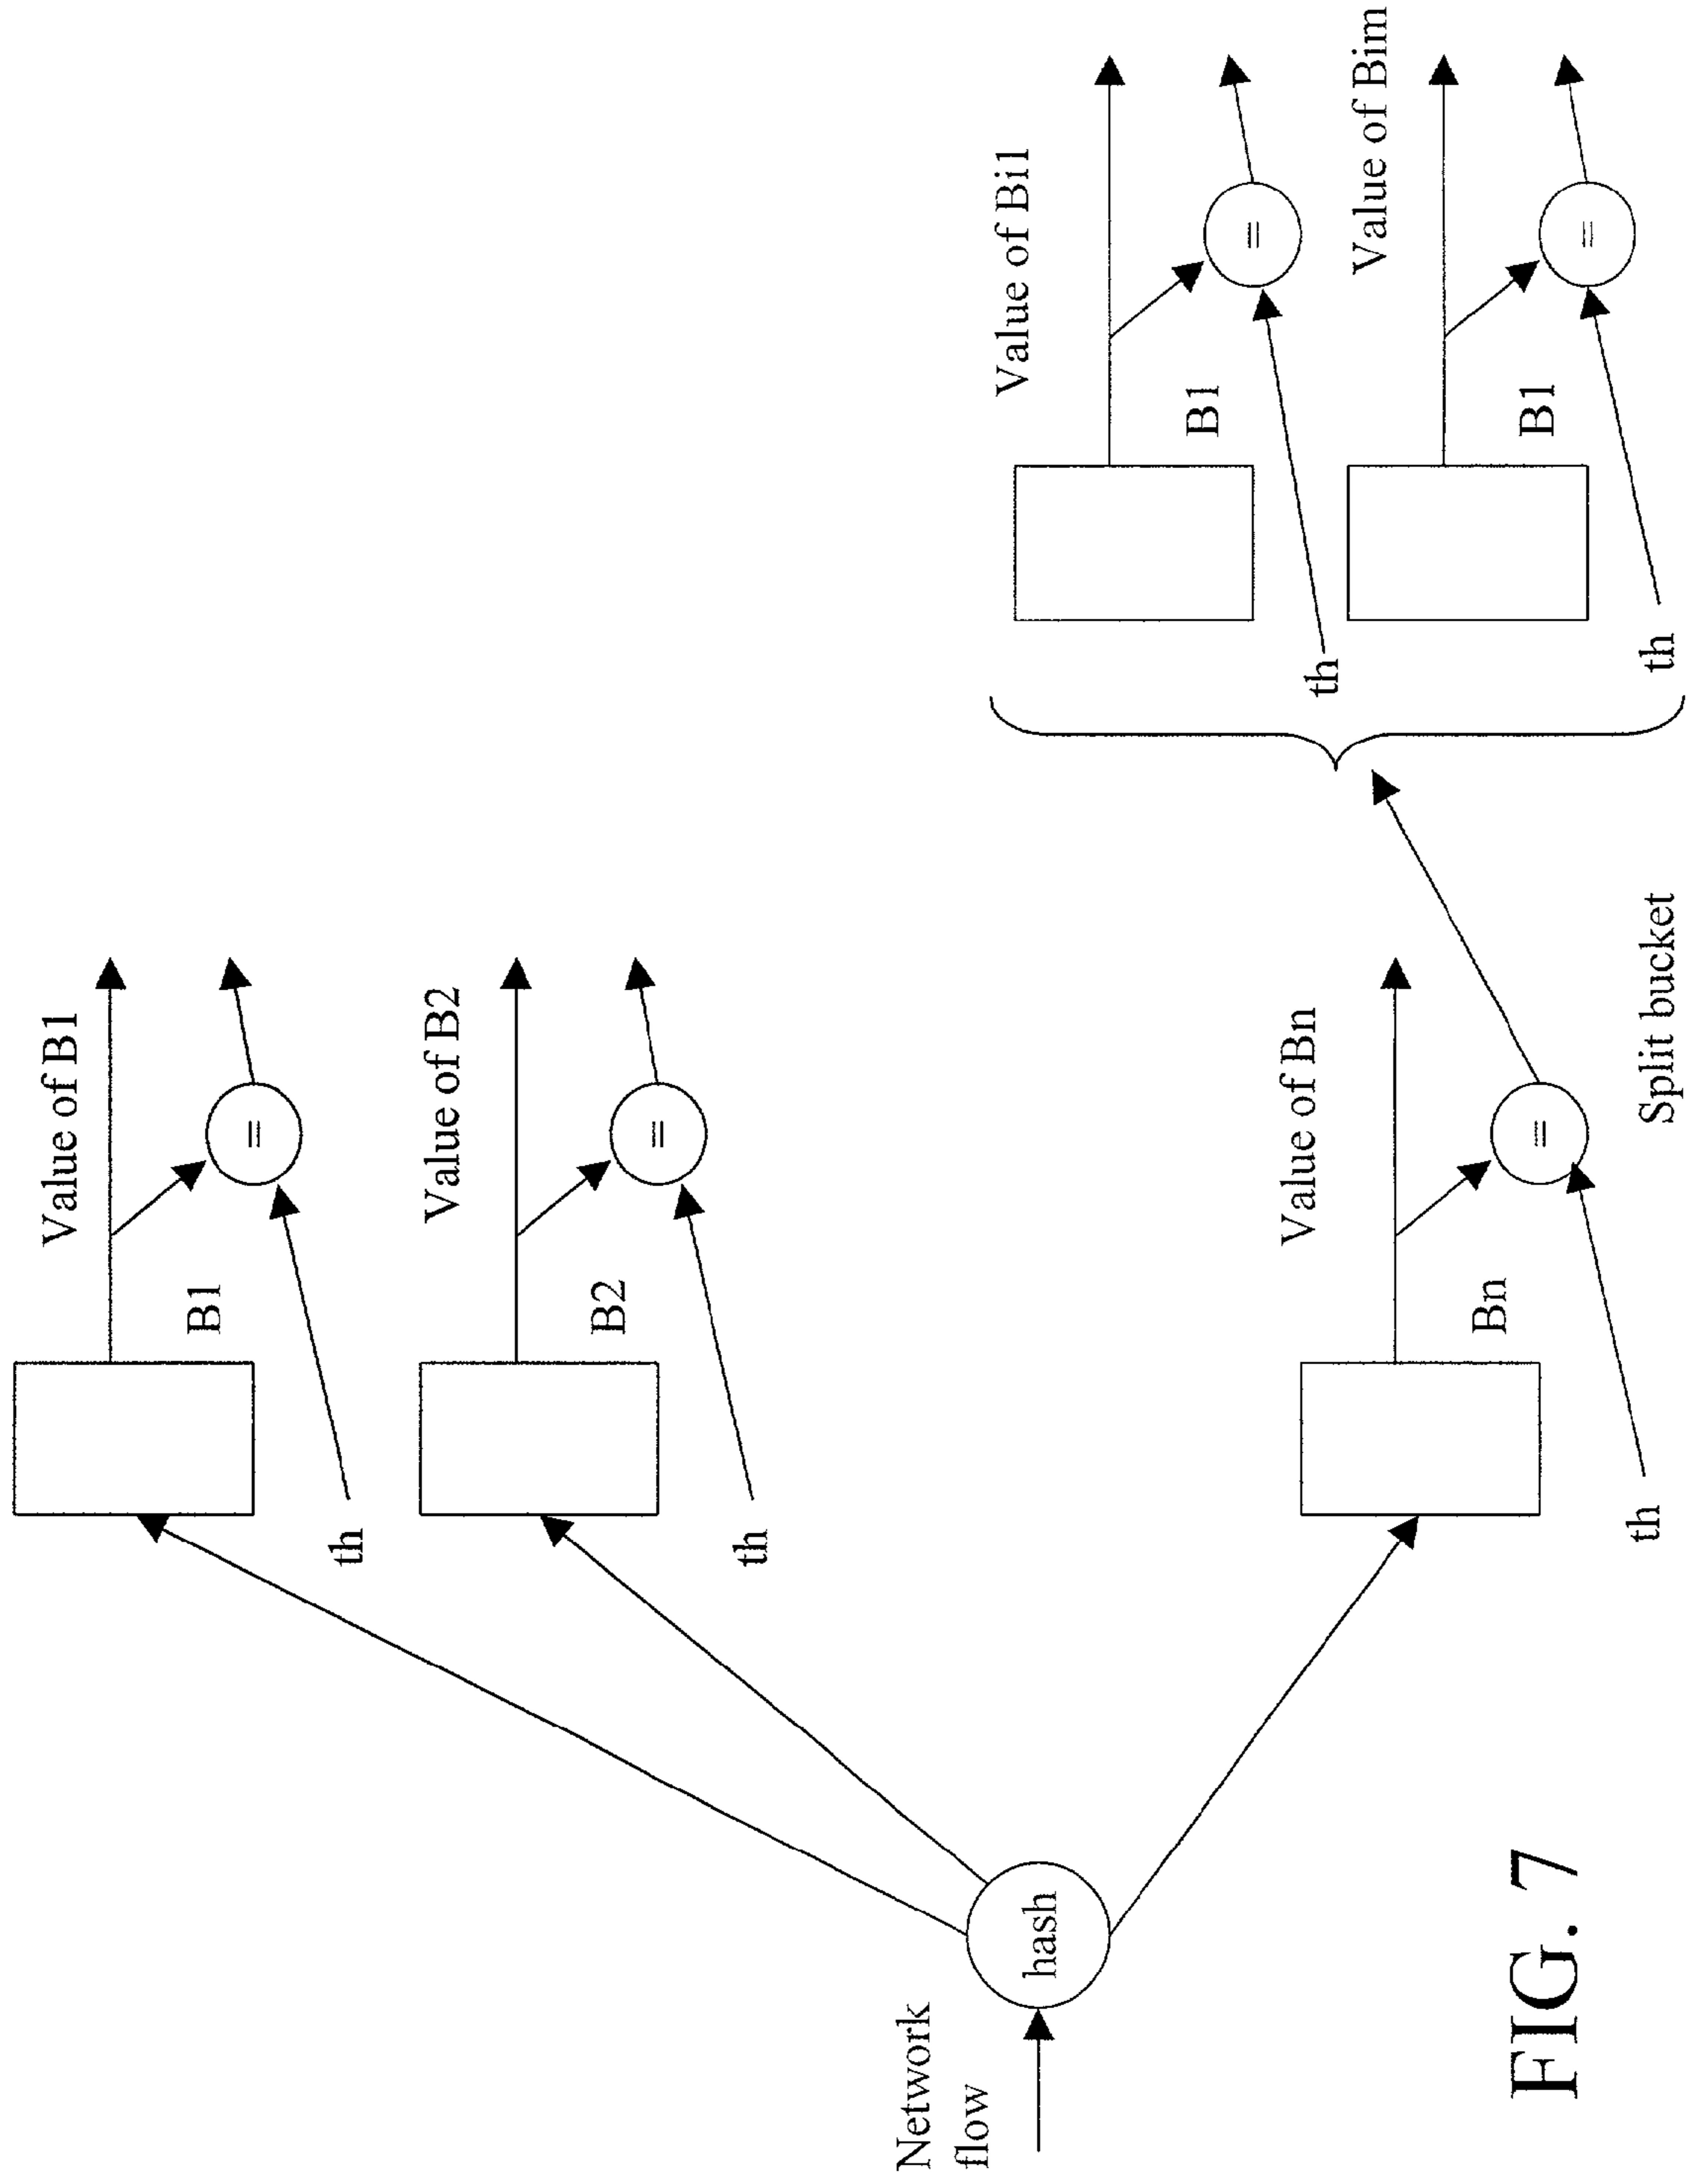 Network
flow
hash
Value of B1
B1
=
th
Value of B2
B2
=
th
Value of Bn
Bn
=
th
Split bucket
Value of Bi1
B1
=
th
Value of Bim
B1
=
th
FIG. 7